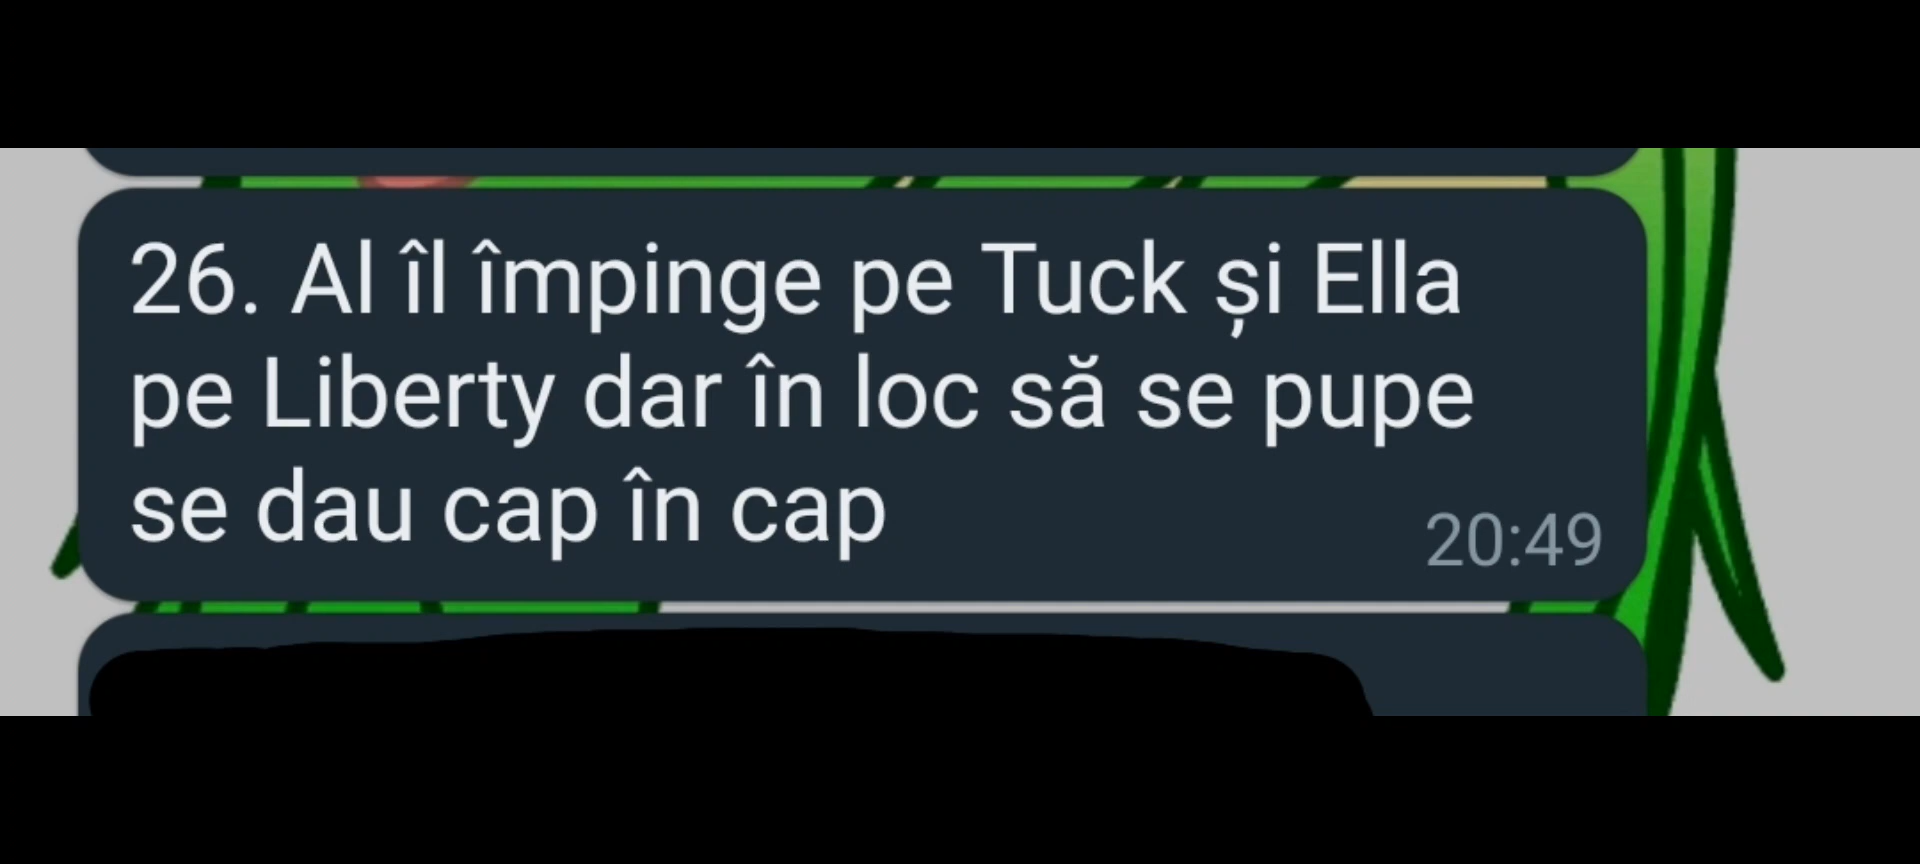 26. Al îl împinge pe Tuck și Ella
pe Liberty dar în loc să se pupe
se dau cap în cap
20:49